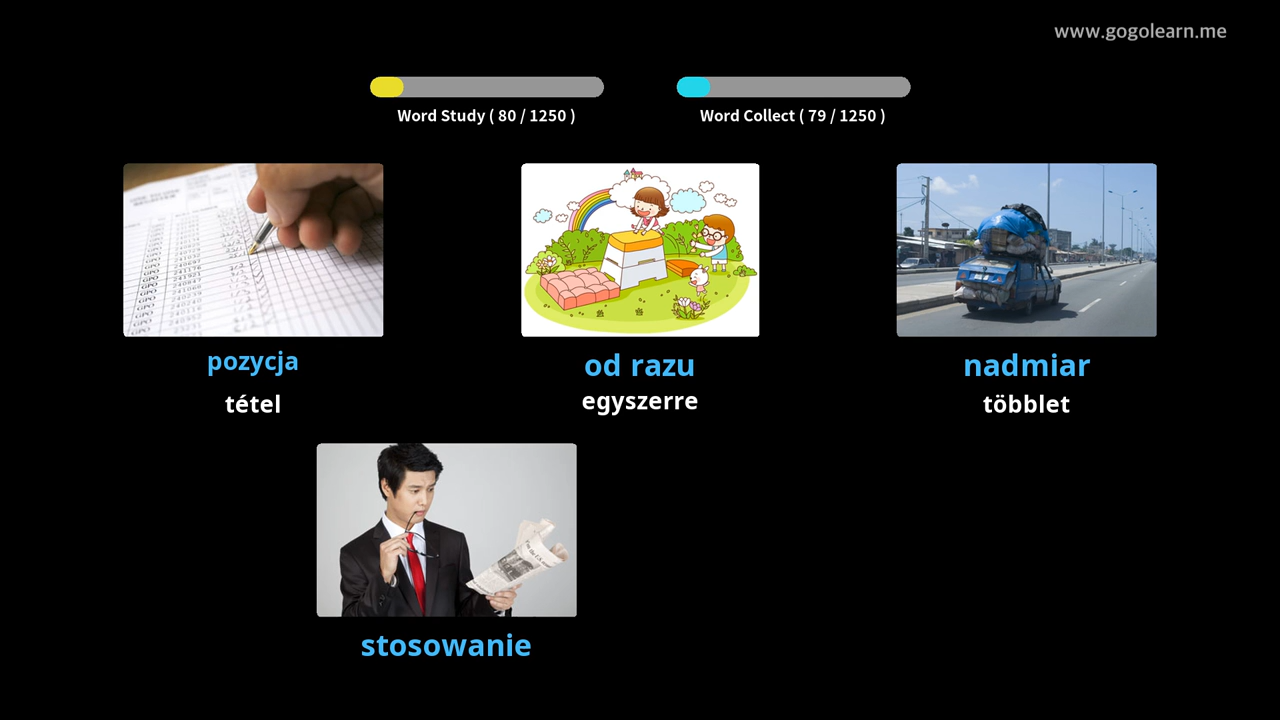 www.gogolearn.me
Word Study ( 80 / 1250 )
Word Collect ( 79 / 1250 )
pozycja
od razu
nadmiar
tétel
egyszerre
többlet
stosowanie